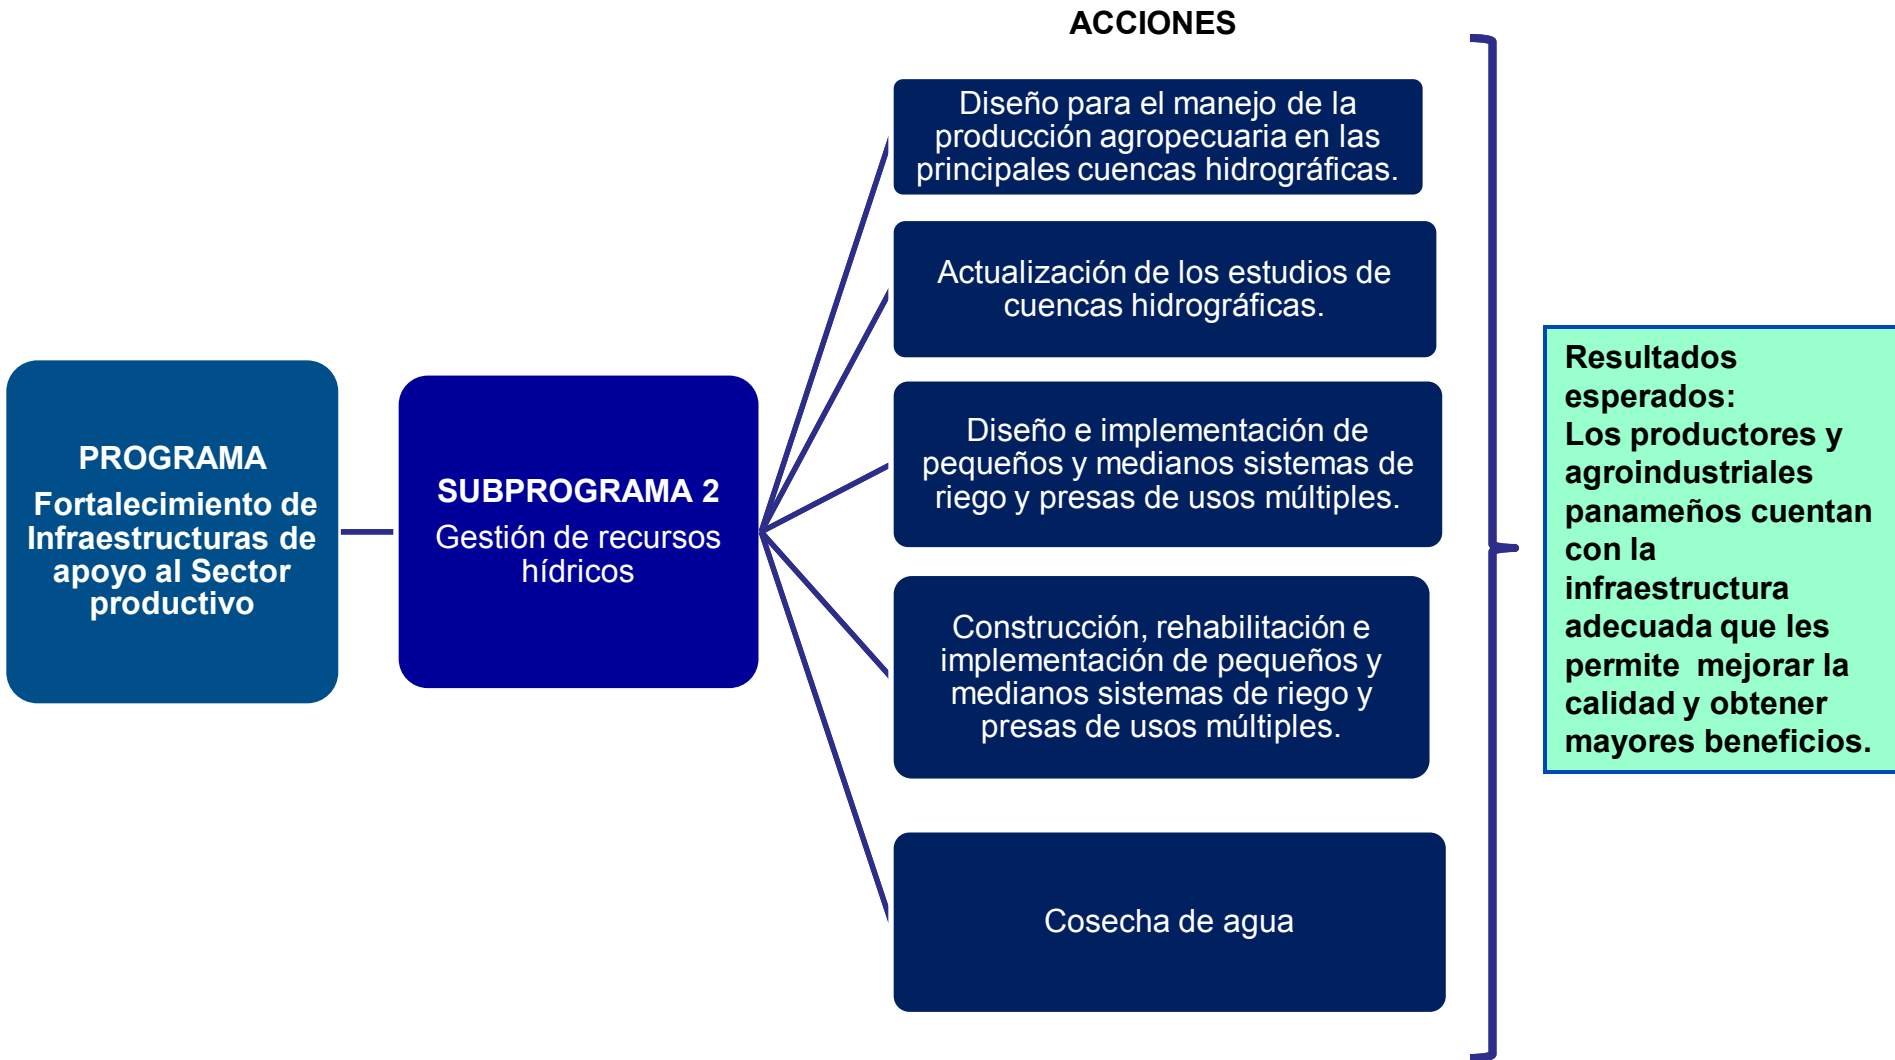 ACCIONES
PROGRAMA
Fortalecimiento de
Infraestructuras de
apoyo al Sector
productivo
SUBPROGRAMA 2
Gestión de recursos
hídricos
Diseño para el manejo de la
producción agropecuaria en las
principales cuencas hidrográficas.
Actualización de los estudios de
cuencas hidrográficas.
Diseño e implementación de
pequeños y medianos sistemas de
riego y presas de usos múltiples.
Construcción, rehabilitación e
implementación de pequeños y
medianos sistemas de riego y
presas de usos múltiples.
Cosecha de agua
Resultados
esperados:
Los productores y
agroindustriales
panameños cuentan
con la
infraestructura
adecuada que les
permite  mejorar la
calidad y obtener
mayores beneficios.